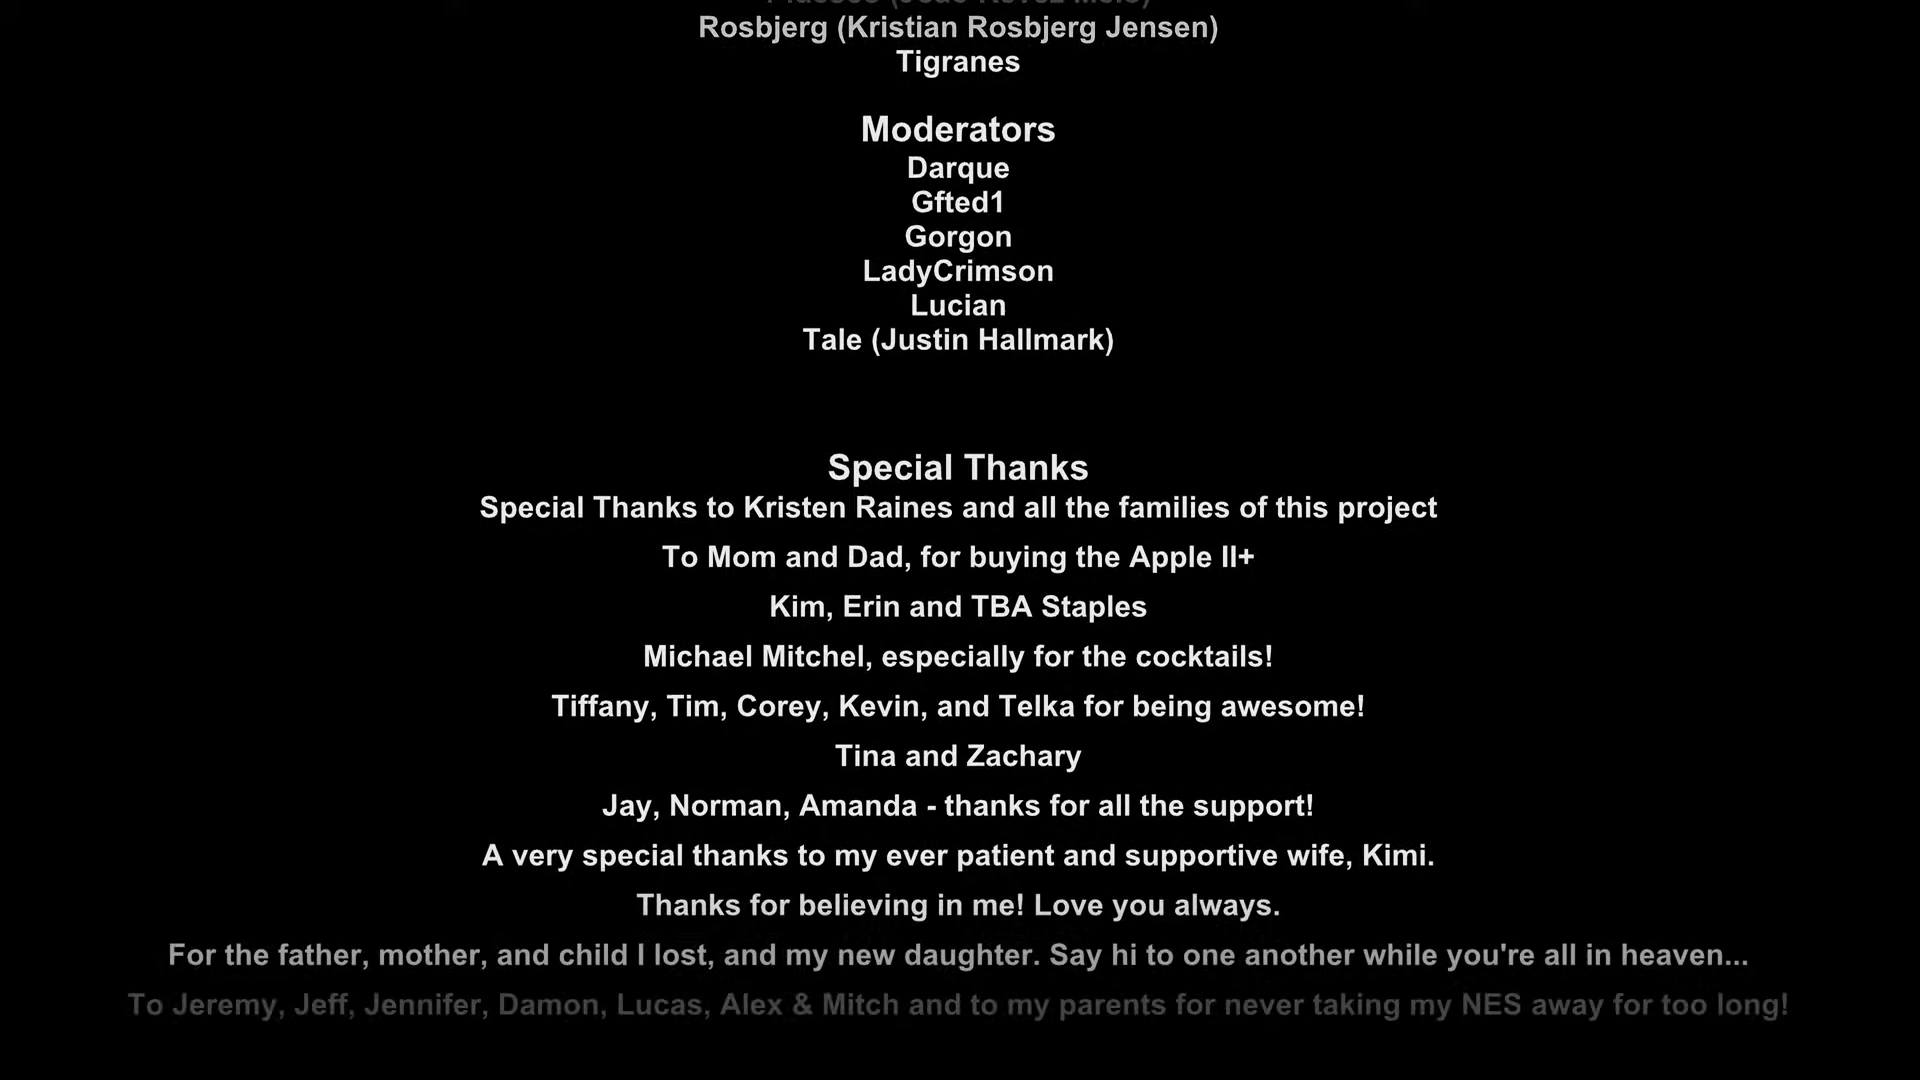 Rosbjerg (Kristian Rosbjerg Jensen)
Tigranes
Moderators
Darque
Gfted1
Gorgon
LadyCrimson
Lucian
Tale (Justin Hallmark)
Special Thanks
Special Thanks to Kristen Raines and all the families of this project
To Mom and Dad, for buying the Apple II+
Kim, Erin and TBA Staples
Michael Mitchel, especially for the cocktails!
Tiffany, Tim, Corey, Kevin, and Telka for being awesome!
Tina and Zachary
Jay, Norman, Amanda - thanks for all the support!
A very special thanks to my ever patient and supportive wife, Kimi.
Thanks for believing in me! Love you always.
For the father, mother, and child I lost, and my new daughter. Say hi to one another while you're all in heaven...
To Jeremy, Jeff, Jennifer, Damon, Lucas, Alex & Mitch and to my parents for never taking my NES away for too long!